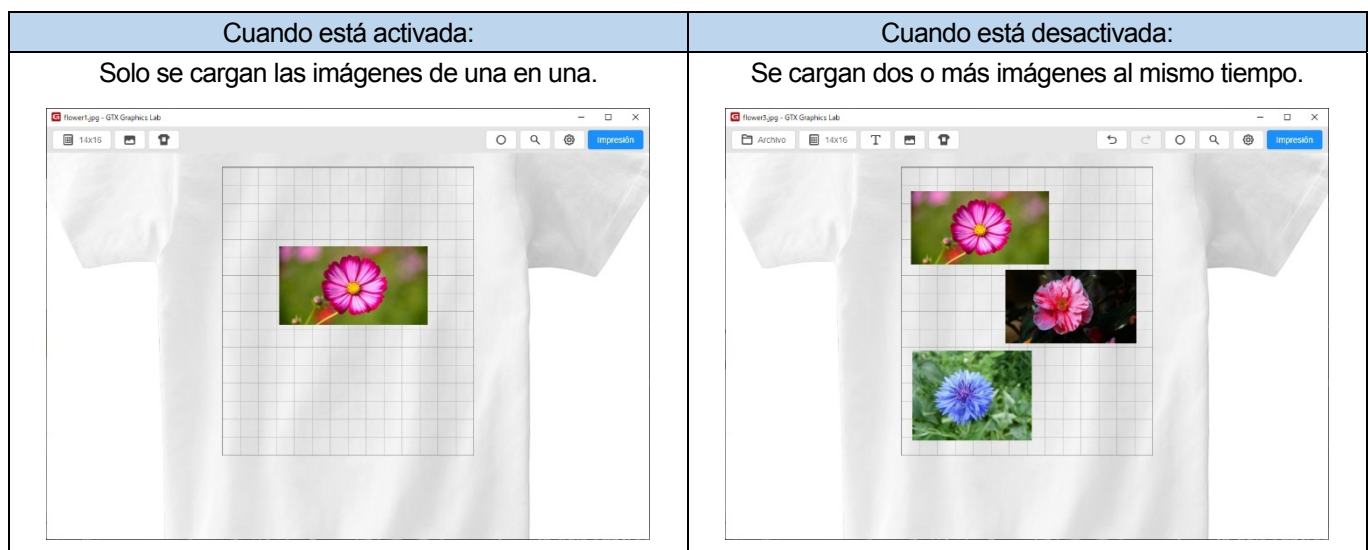 Cuando está activada:
Cuando está desactivada:
Solo se cargan las imágenes de una en una.
Se cargan dos o más imágenes al mismo tiempo.
G flower1.jpg - GTX Graphics Lab
14x16
Impresión
G flower3.jpg - GTX Graphics Lab
Archivo 14x16 T
Impresión